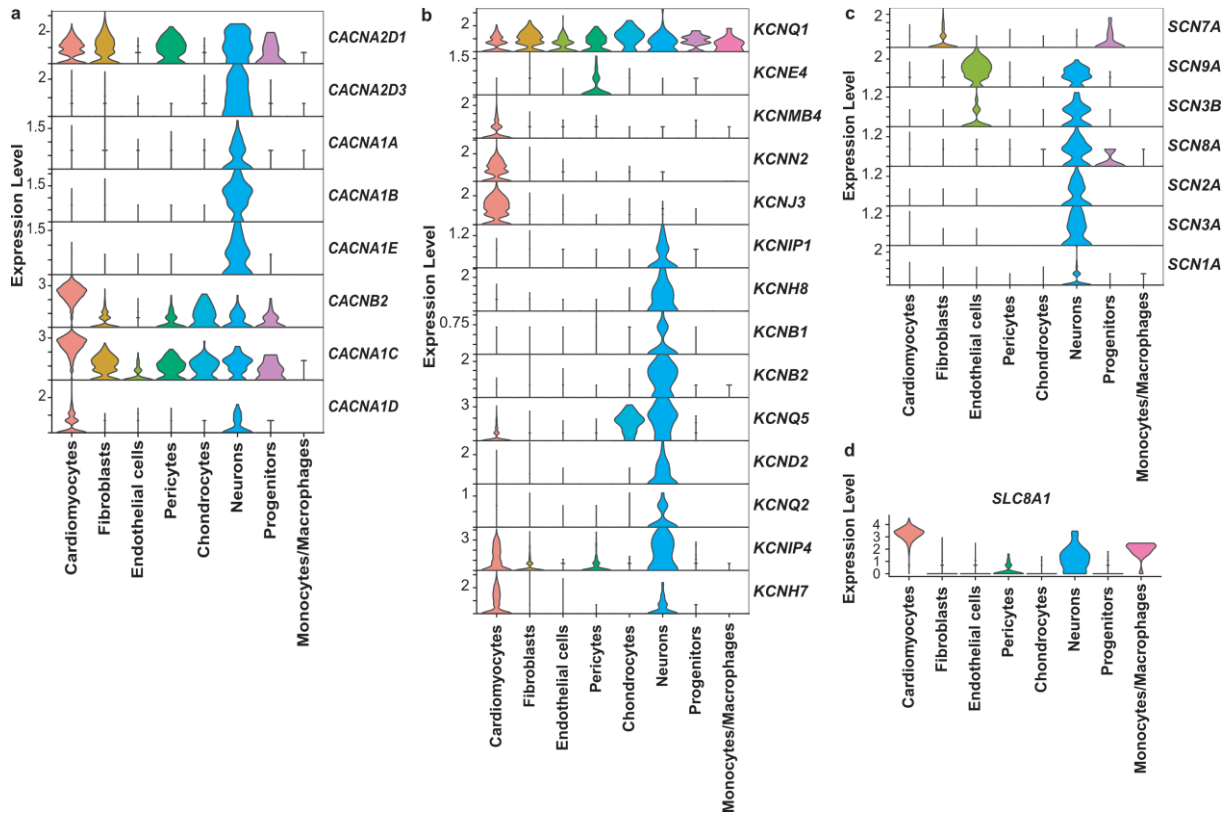 a
Expression Level
2
CACNA2D1
2
CACNA2D3
1.5
CACNA1A
1.5
CACNA1B
1.5
CACNA1E
3
CACNB2
3
CACNA1C
2
CACNA1D
Cardiomyocytes
Fibroblasts
Endothelial cells
Pericytes
Chondrocytes
Neurons
Progenitors
Monocytes/Macrophages
b
Expression Level
2
KCNQ1
1.5
KCNE4
2
KCNMB4
2
KCNN2
2
KCNJ3
1.2
KCNIP1
2
KCNH8
0.75
KCNB1
2
KCNB2
3
KCNQ5
2
KCND2
1
KCNQ2
3
KCNIP4
2
KCNH7
Cardiomyocytes
Fibroblasts
Endothelial cells
Pericytes
Chondrocytes
Neurons
Progenitors
Monocytes/Macrophages
c
Expression Level
2
SCN7A
2
SCN9A
1.2
SCN3B
1.2
SCN8A
1.2
SCN2A
1.2
SCN3A
2
SCN1A
Cardiomyocytes
Fibroblasts
Endothelial cells
Pericytes
Chondrocytes
Neurons
Progenitors
Monocytes/Macrophages
d
SLC8A1
Expression Level
4
3
2
1
0
Cardiomyocytes
Fibroblasts
Endothelial cells
Pericytes
Chondrocytes
Neurons
Progenitors
Monocytes/Macrophages